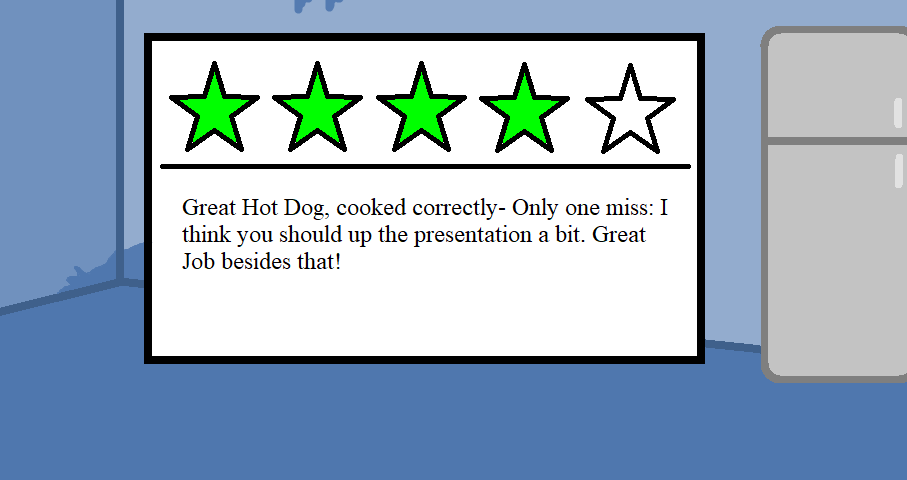 Great Hot Dog, cooked correctly- Only one miss: I
think you should up the presentation a bit. Great
Job besides that!